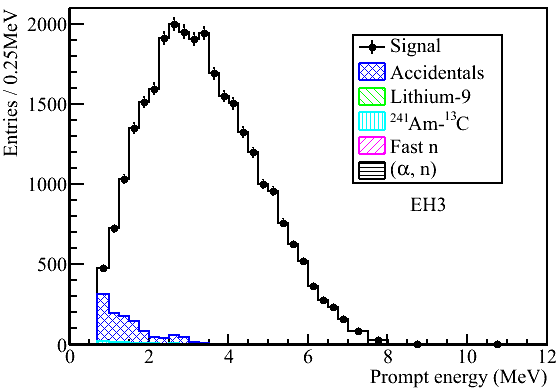 Entries / 0.25MeV
2000
1500
1000
500
0
Signal
Accidentals
Lithium-9
²⁴¹Am-¹³C
Fast n
(α, n)
EH3
0 2 4 6 8 10 12
Prompt energy (MeV)